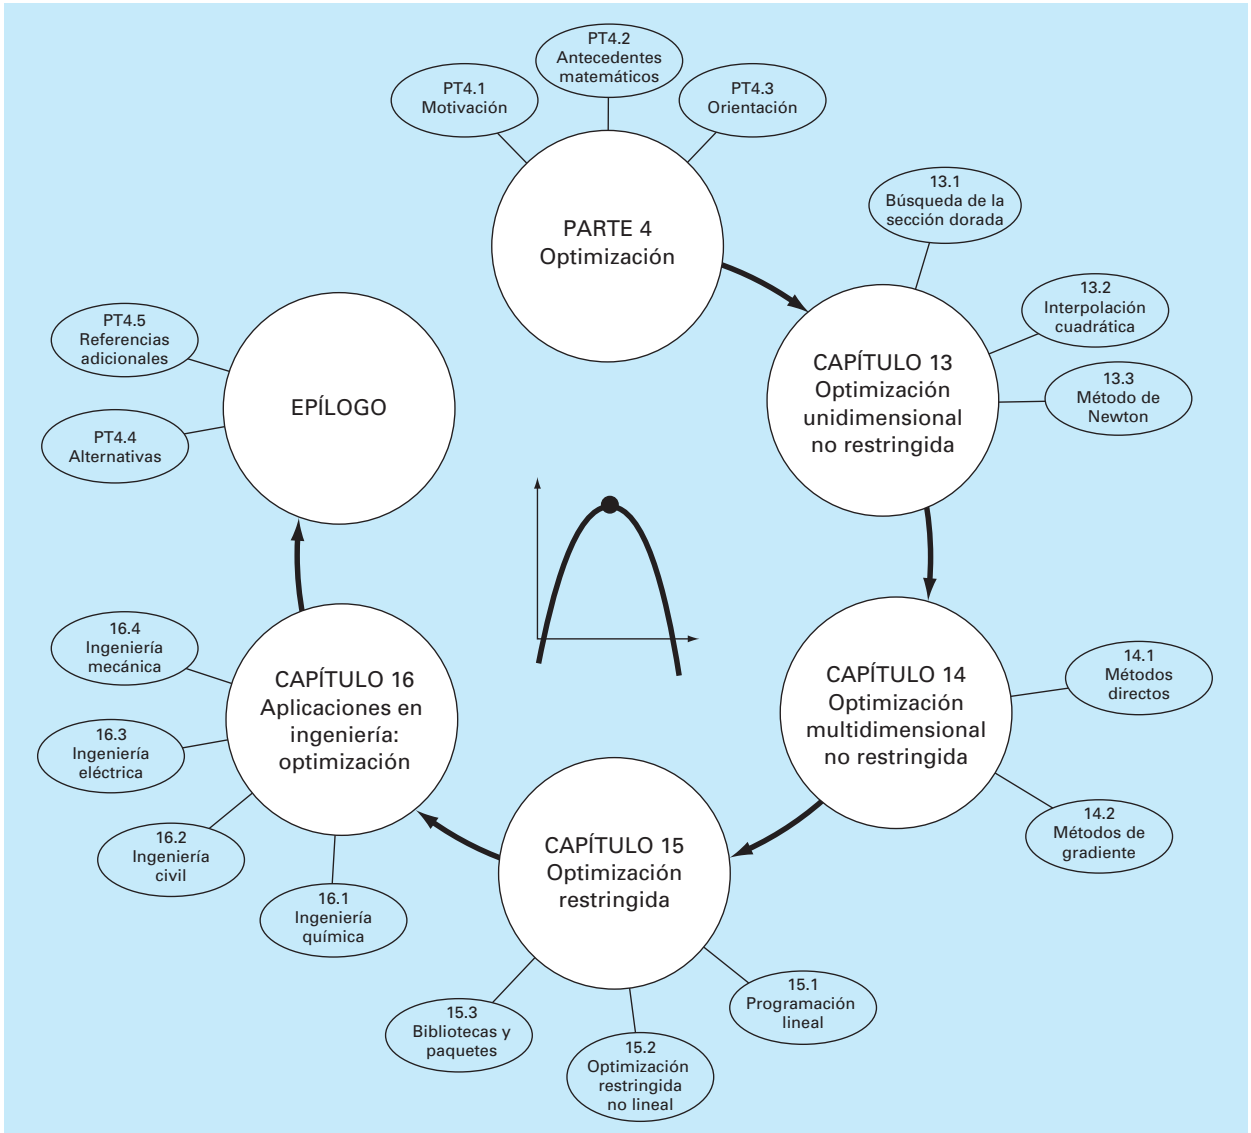 PT4.1
Motivación
PT4.2
Antecedentes
matemáticos
PT4.3
Orientación
PARTE 4
Optimización
13.1
Búsqueda de la
sección dorada
13.2
Interpolación
cuadrática
13.3
Método de
Newton
CAPÍTULO 13
Optimización
unidimensional
no restringida
14.1
Métodos
directos
14.2
Métodos de
gradiente
CAPÍTULO 14
Optimización
multidimensional
no restringida
CAPÍTULO 15
Optimización
restringida
15.1
Programación
lineal
15.2
Optimización
restringida
no lineal
15.3
Bibliotecas y
paquetes
CAPÍTULO 16
Aplicaciones en
ingeniería:
optimización
16.1
Ingeniería
química
16.2
Ingeniería
civil
16.3
Ingeniería
eléctrica
16.4
Ingeniería
mecánica
EPÍLOGO
PT4.4
Alternativas
PT4.5
Referencias
adicionales